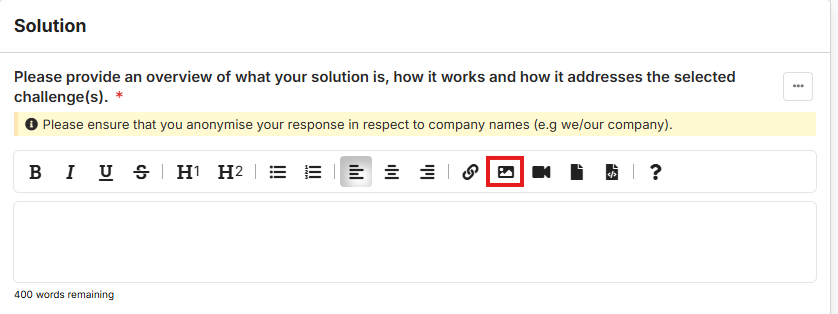 Solution
Please provide an overview of what your solution is, how it works and how it addresses the selected
challenge(s). *
Please ensure that you anonymise your response in respect to company names (e.g we/our company).
B I U S H1 H2 ?
400 words remaining